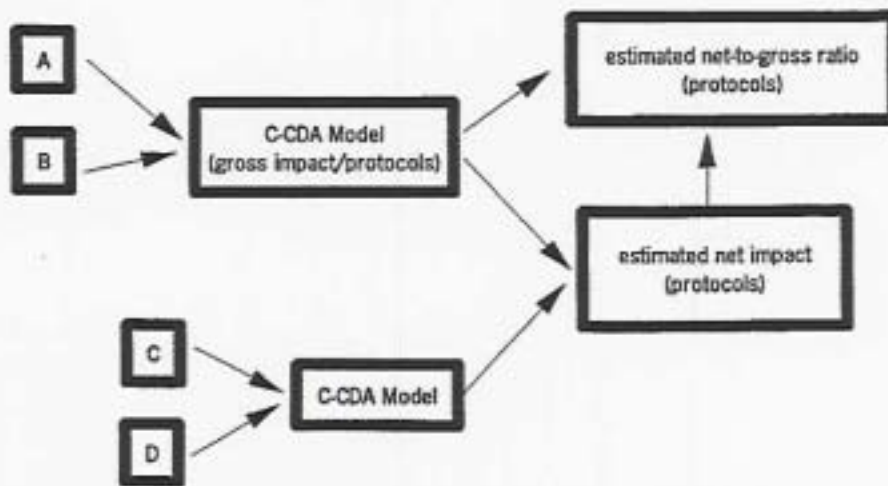 A
B
C-CDA Model
(gross impact/protocols)
estimated net-to-gross ratio
(protocols)
estimated net impact
(protocols)
C
D
C-CDA Model